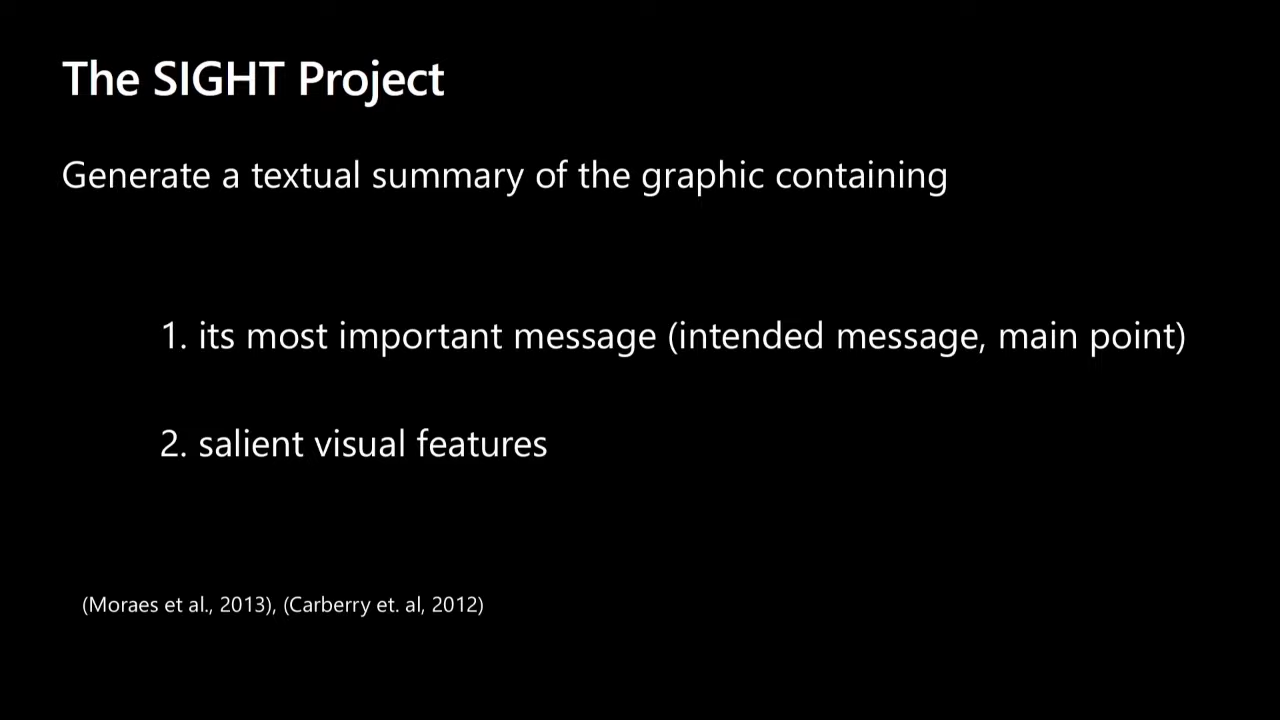 The SIGHT Project
Generate a textual summary of the graphic containing
1. its most important message (intended message, main point)
2. salient visual features
(Moraes et al., 2013), (Carberry et. al, 2012)